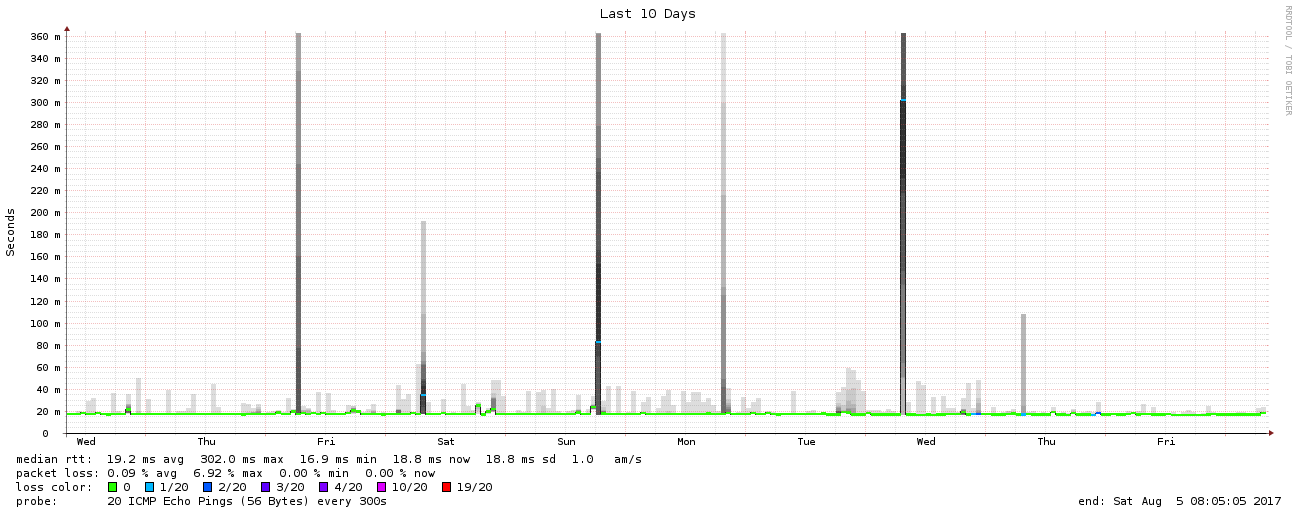 Last 10 Days
RRDTOOL / TOBI OETIKER
Seconds
360 m
340 m
320 m
300 m
280 m
260 m
240 m
220 m
200 m
180 m
160 m
140 m
120 m
100 m
80 m
60 m
40 m
20 m
0
Wed Thu Fri Sat Sun Mon Tue Wed Thu Fri
median rtt: 19.2 ms avg 302.0 ms max 16.9 ms min 18.8 ms now 18.8 ms sd 1.0 am/s
packet loss: 0.09 % avg 6.92 % max 0.00 % min 0.00 % now
loss color: 0 1/20 2/20 3/20 4/20 10/20 19/20
probe: 20 ICMP Echo Pings (56 Bytes) every 300s end: Sat Aug 5 08:05:05 2017